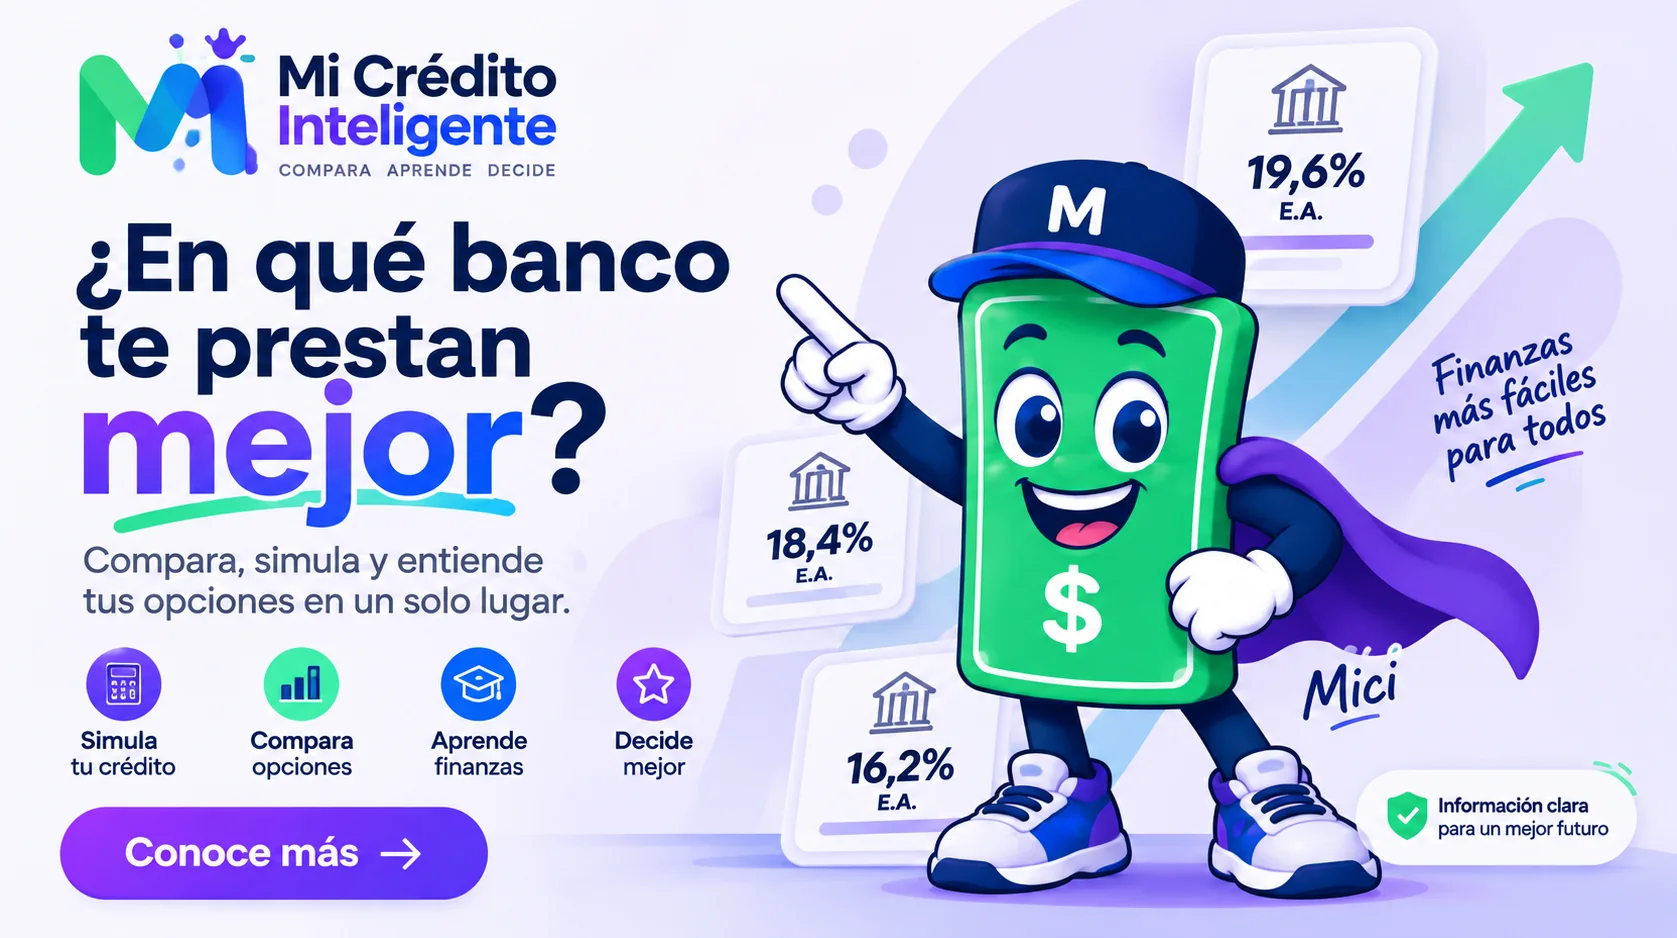 Mi Crédito
Inteligente
COMPARA APRENDE DECIDE
¿En qué banco
te prestan
mejor?
Compara, simula y entiende
tus opciones en un solo lugar.
Simula
tu crédito
Compara
opciones
Aprende
finanzas
Decide
mejor
Conoce más →
19,6%
E.A.
18,4%
E.A.
16,2%
E.A.
M
$
Finanzas
más fáciles
para todos
Mici
Información clara
para un mejor futuro